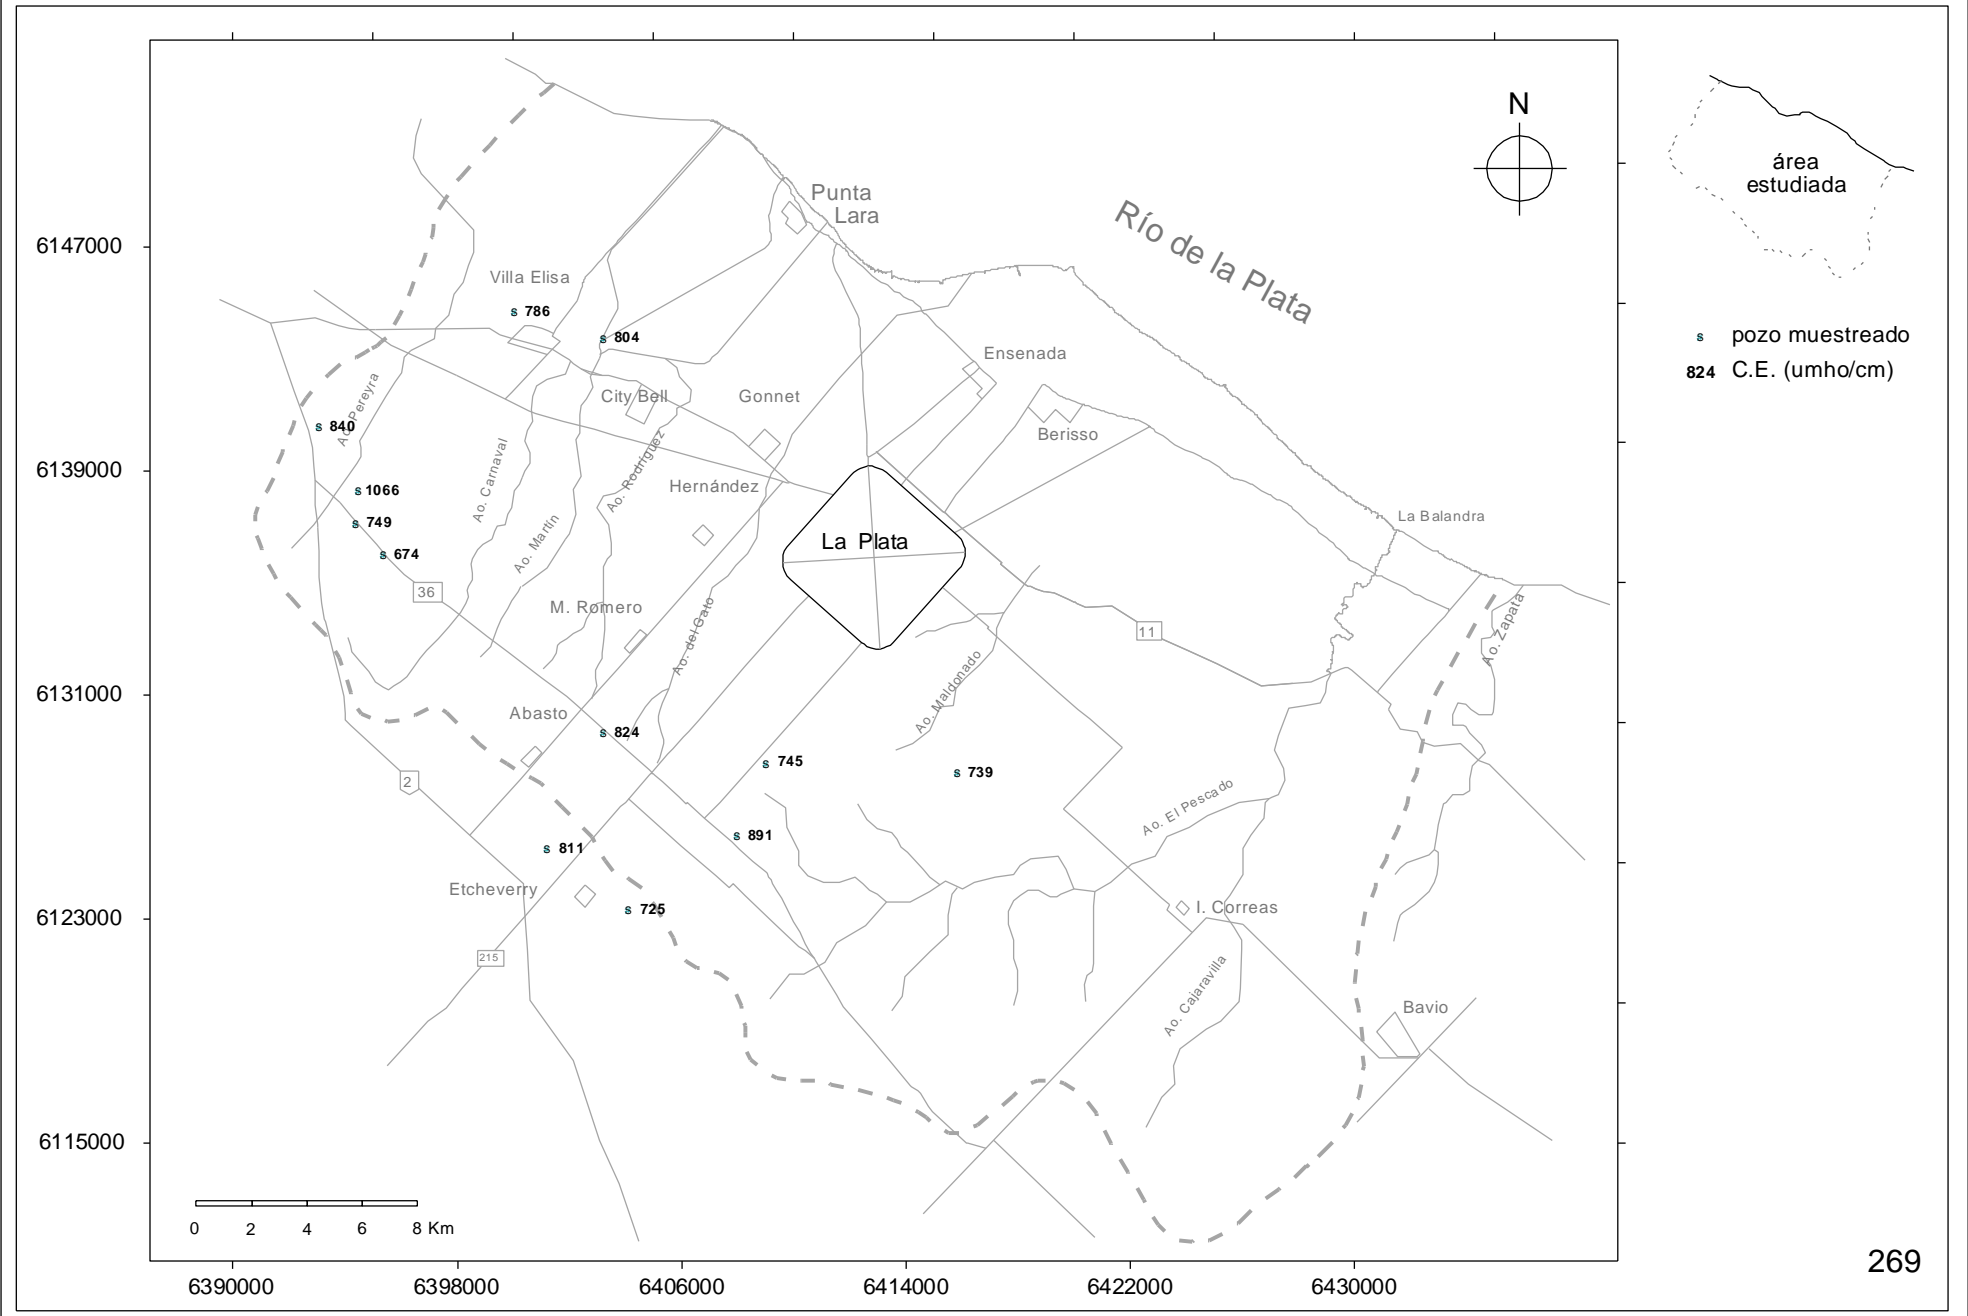 N
Punta
Lara
Río de la Plata
área
estudiada
6147000
Villa Elisa
s 786
s 804
s pozo muestreado
824 C.E. (umho/cm)
Ensenada
City Bell
Gonnet
Ao. Pereyra
s 840
Berisso
6139000
Ao. Carnaval
Ao. Rodríguez
Hernández
s 1066
s 749
s 674
Ao. Martín
La Plata
La Balandra
36
M. Romero
Ao. del Gato
11
Ao. Zapata
6131000
Ao. Maldonado
Abasto
s 824
s 745
s 739
2
Ao. El Pescado
s 891
s 811
Etcheverry
s 725
6123000
I. Correas
215
Ao. Cajaravilla
Bavio
6115000
0 2 4 6 8 Km
269
6390000 6398000 6406000 6414000 6422000 6430000